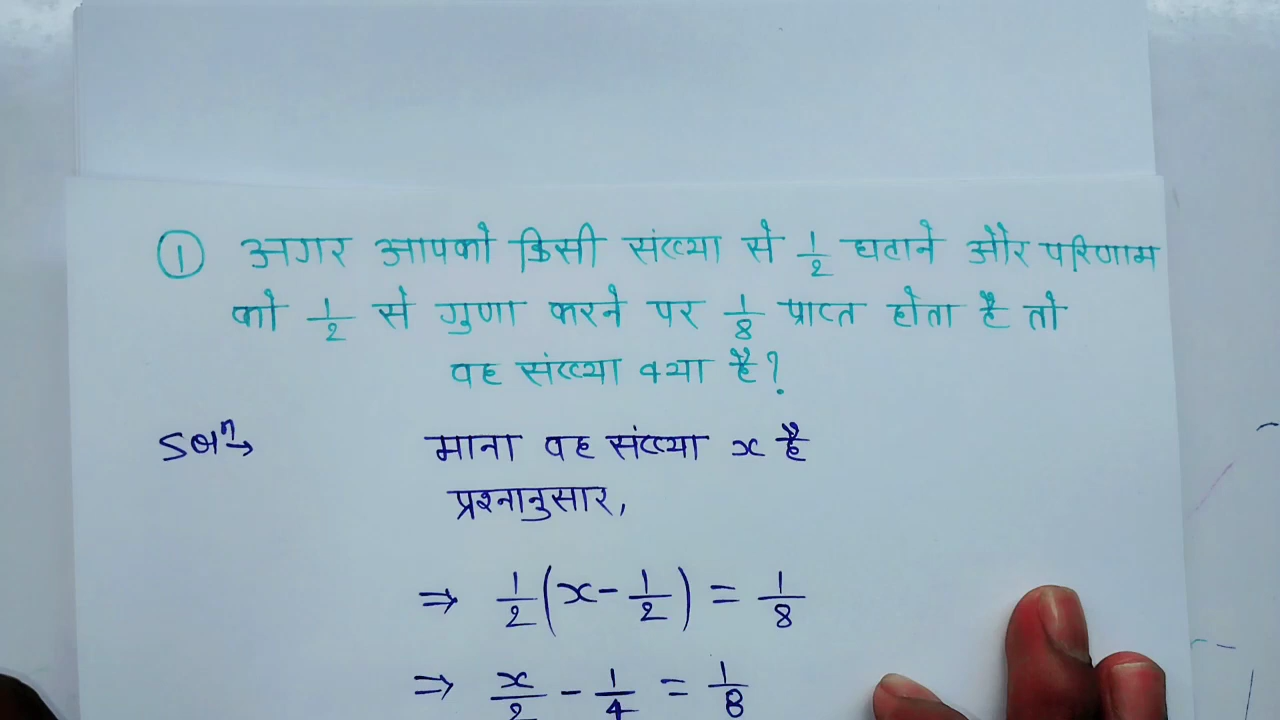 ① अगर आपको किसी संख्या से 1/2 घटाने और परिणाम
को 1/2 से गुणा करने पर 1/8 प्राप्त होता है तो
वह संख्या क्या है?
Solⁿ→ माना वह संख्या x है
प्रश्नानुसार,
⇒ 1/2(x - 1/2) = 1/8
⇒ x/2 - 1/4 = 1/8